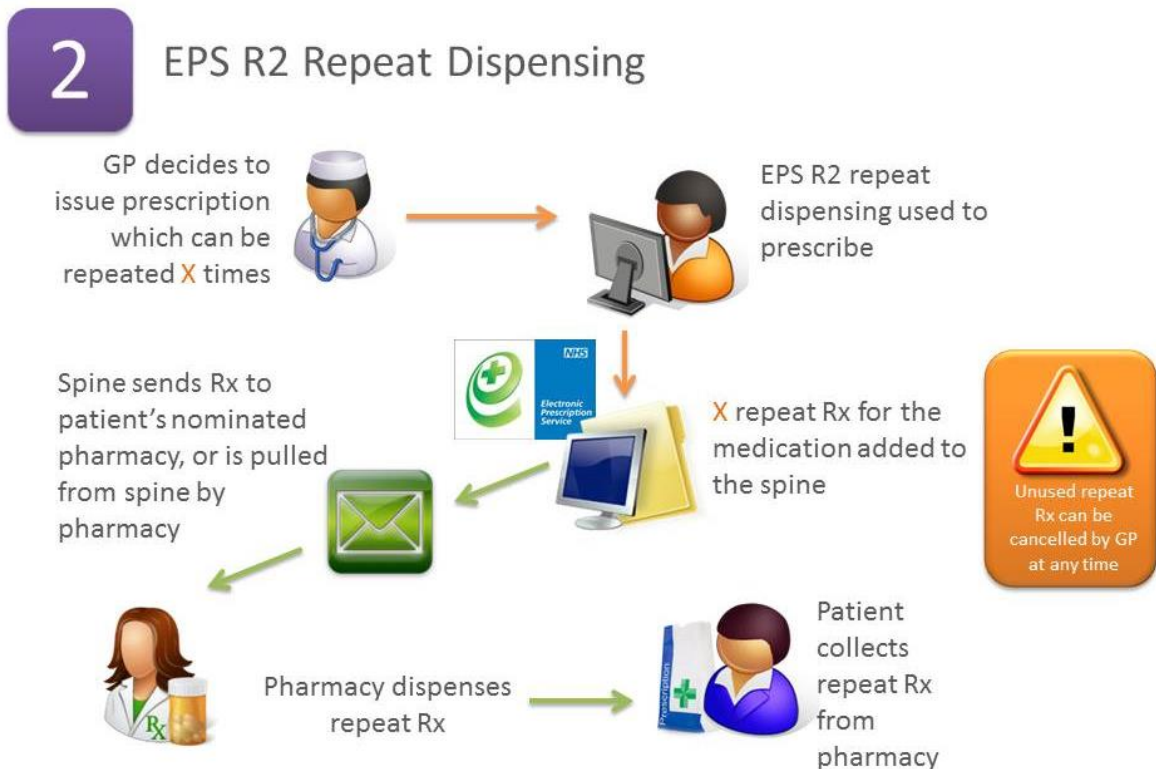 2
EPS R2 Repeat Dispensing
GP decides to
issue prescription
which can be
repeated X times
EPS R2 repeat
dispensing used to
prescribe
NHS
Electronic
Prescription
Service
X repeat Rx for the
medication added to
the spine
Spine sends Rx to
patient's nominated
pharmacy, or is pulled
from spine by
pharmacy
!
Unused repeat
Rx can be
cancelled by GP
at any time
Rx
Pharmacy dispenses
repeat Rx
Prescription
Patient
collects
repeat Rx
from
pharmacy